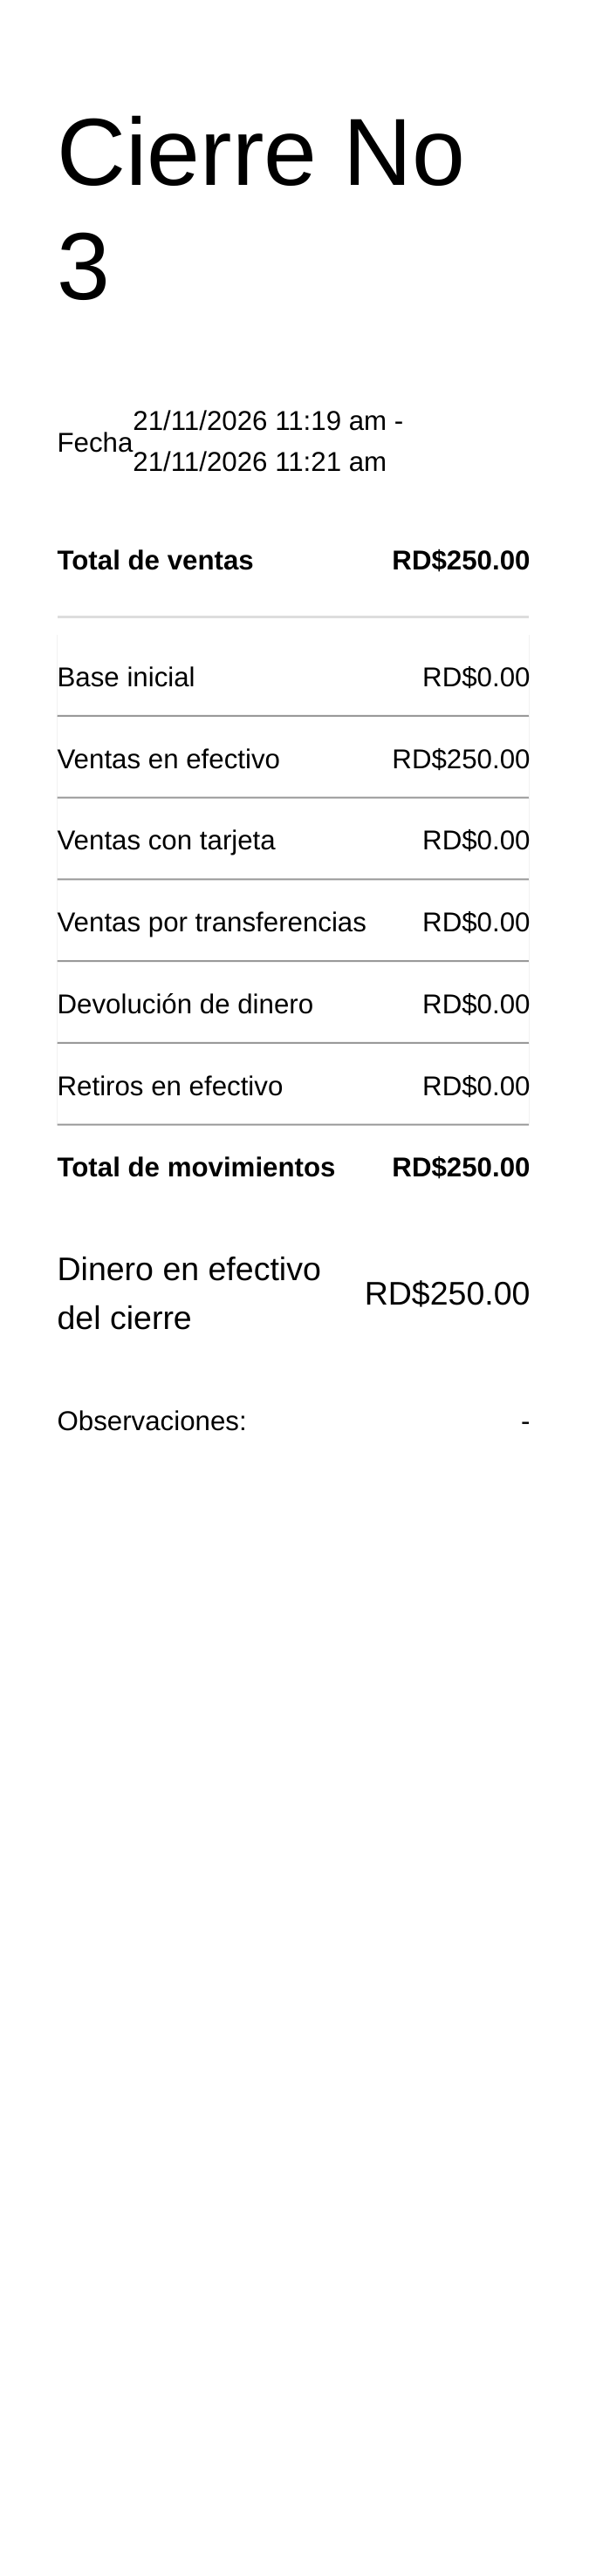 Cierre No
3
Fecha 21/11/2026 11:19 am -
21/11/2026 11:21 am
Total de ventas RD$250.00
Base inicial RD$0.00
Ventas en efectivo RD$250.00
Ventas con tarjeta RD$0.00
Ventas por transferencias RD$0.00
Devolución de dinero RD$0.00
Retiros en efectivo RD$0.00
Total de movimientos RD$250.00
Dinero en efectivo
del cierre RD$250.00
Observaciones: -